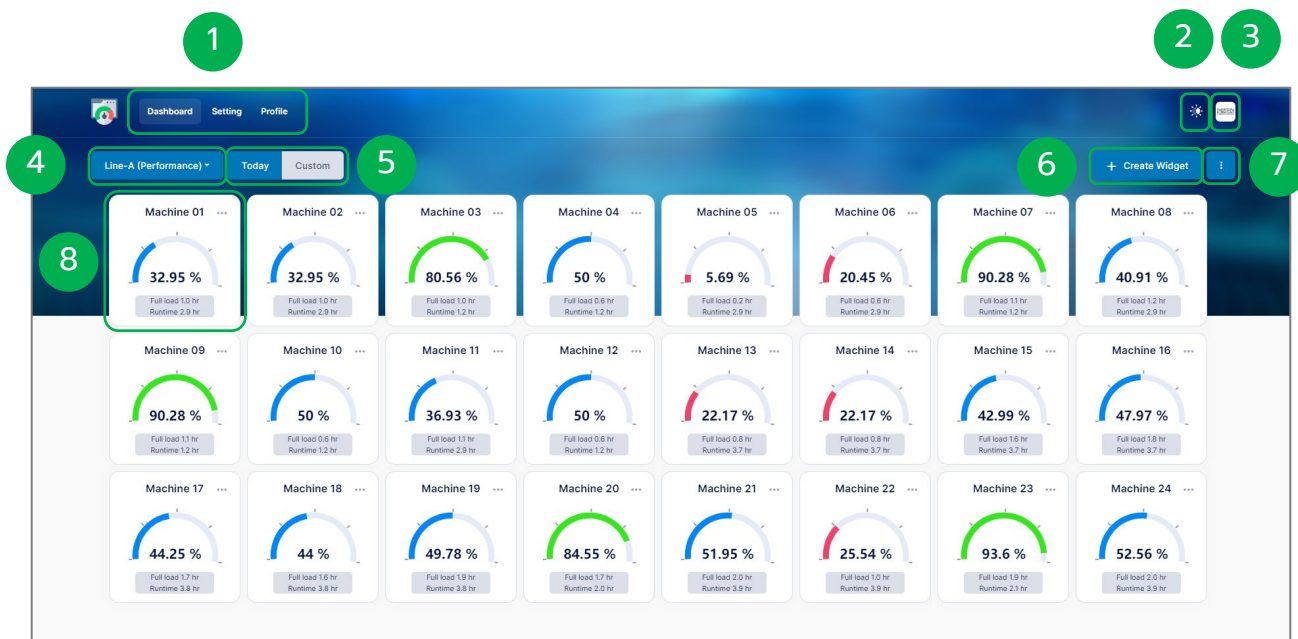 1
2
3
Dashboard Setting Profile
4
Line-A (Performance)
Today
Custom
5
6
+ Create Widget
7
8
Machine 01
32.95 %
Full load 1.0 hr
Runtime 2.9 hr
Machine 02
32.95 %
Full load 1.0 hr
Runtime 2.9 hr
Machine 03
80.56 %
Full load 1.0 hr
Runtime 1.2 hr
Machine 04
50 %
Full load 0.6 hr
Runtime 1.2 hr
Machine 05
5.69 %
Full load 0.2 hr
Runtime 2.9 hr
Machine 06
20.45 %
Full load 0.6 hr
Runtime 2.9 hr
Machine 07
90.28 %
Full load 1.1 hr
Runtime 1.2 hr
Machine 08
40.91 %
Full load 1.2 hr
Runtime 2.9 hr
Machine 09
90.28 %
Full load 1.1 hr
Runtime 1.2 hr
Machine 10
50 %
Full load 0.6 hr
Runtime 1.2 hr
Machine 11
36.93 %
Full load 1.1 hr
Runtime 2.9 hr
Machine 12
50 %
Full load 0.6 hr
Runtime 1.2 hr
Machine 13
22.17 %
Full load 0.8 hr
Runtime 3.7 hr
Machine 14
22.17 %
Full load 0.8 hr
Runtime 3.7 hr
Machine 15
42.99 %
Full load 1.6 hr
Runtime 3.7 hr
Machine 16
47.97 %
Full load 1.8 hr
Runtime 3.7 hr
Machine 17
44.25 %
Full load 1.7 hr
Runtime 3.8 hr
Machine 18
44 %
Full load 1.6 hr
Runtime 3.8 hr
Machine 19
49.78 %
Full load 1.9 hr
Runtime 3.8 hr
Machine 20
84.55 %
Full load 1.7 hr
Runtime 2.0 hr
Machine 21
51.95 %
Full load 2.0 hr
Runtime 3.9 hr
Machine 22
25.54 %
Full load 1.0 hr
Runtime 3.9 hr
Machine 23
93.6 %
Full load 1.9 hr
Runtime 2.1 hr
Machine 24
52.56 %
Full load 2.0 hr
Runtime 3.9 hr